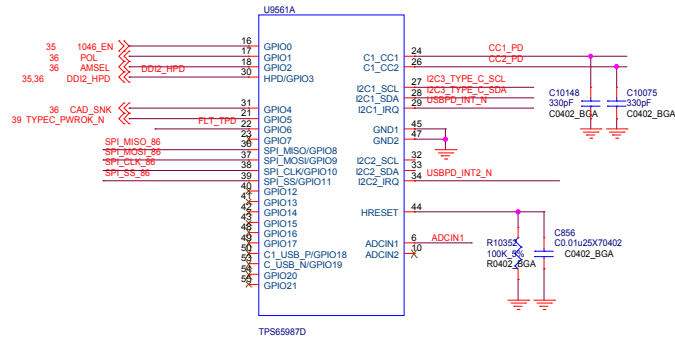 U9561A
35 1046_EN 16 GPIO0
36 POL 17 GPIO1
36 AMSEL DDI2_HPD 18 GPIO2
35,36 DDI2_HPD 30 HPD/GPIO3
36 CAD_SNK 31 GPIO4
39 TYPEC_PWROK_N 21 GPIO5
FLT_TPD 22 GPIO6
23 GPIO7
SPI_MISO_86 36 SPI_MISO/GPIO8
SPI_MOSI_86 37 SPI_MOSI/GPIO9
SPI_CLK_86 38 SPI_CLK/GPIO10
SPI_SS_86 39 SPI_SS/GPIO11
40 GPIO12
41 GPIO13
42 GPIO14
43 GPIO15
48 GPIO16
49 GPIO17
50 C1_USB_P/GPIO18
53 C_USB_N/GPIO19
54 GPIO20
55 GPIO21
C1_CC1 24 CC1_PD
C1_CC2 26 CC2_PD
I2C1_SCL 27 I2C3_TYPE_C_SCL
I2C1_SDA 28 I2C3_TYPE_C_SDA
I2C1_IRQ 29 USBPD_INT_N
GND1 45
GND2 47
I2C2_SCL 32
I2C2_SDA 33
I2C2_IRQ 34 USBPD_INT2_N
HRESET 44
ADCIN1 6 ADCIN1
ADCIN2 10
C10148
330pF
C0402_BGA
C10075
330pF
C0402_BGA
R10352
100K_5%
R0402_BGA
C856
C0.01u25X70402
C0402_BGA
TPS65987D